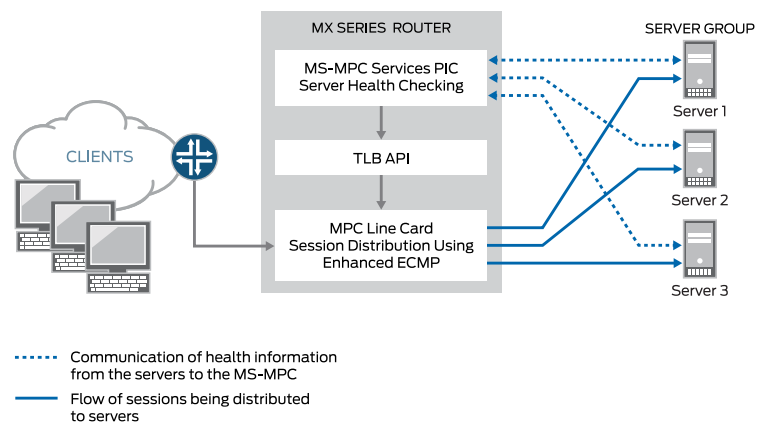 MX SERIES ROUTER
SERVER GROUP
MS-MPC Services PIC
Server Health Checking
Server 1
CLIENTS
TLB API
Server 2
MPC Line Card
Session Distribution Using
Enhanced ECMP
Server 3
Communication of health information
from the servers to the MS-MPC
Flow of sessions being distributed
to servers